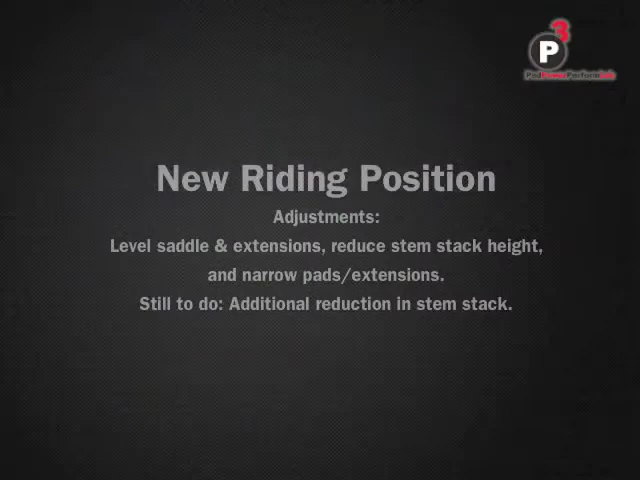 3
P
New Riding Position
Adjustments:
Level saddle & extensions, reduce stem stack height,
and narrow pads/extensions.
Still to do: Additional reduction in stem stack.